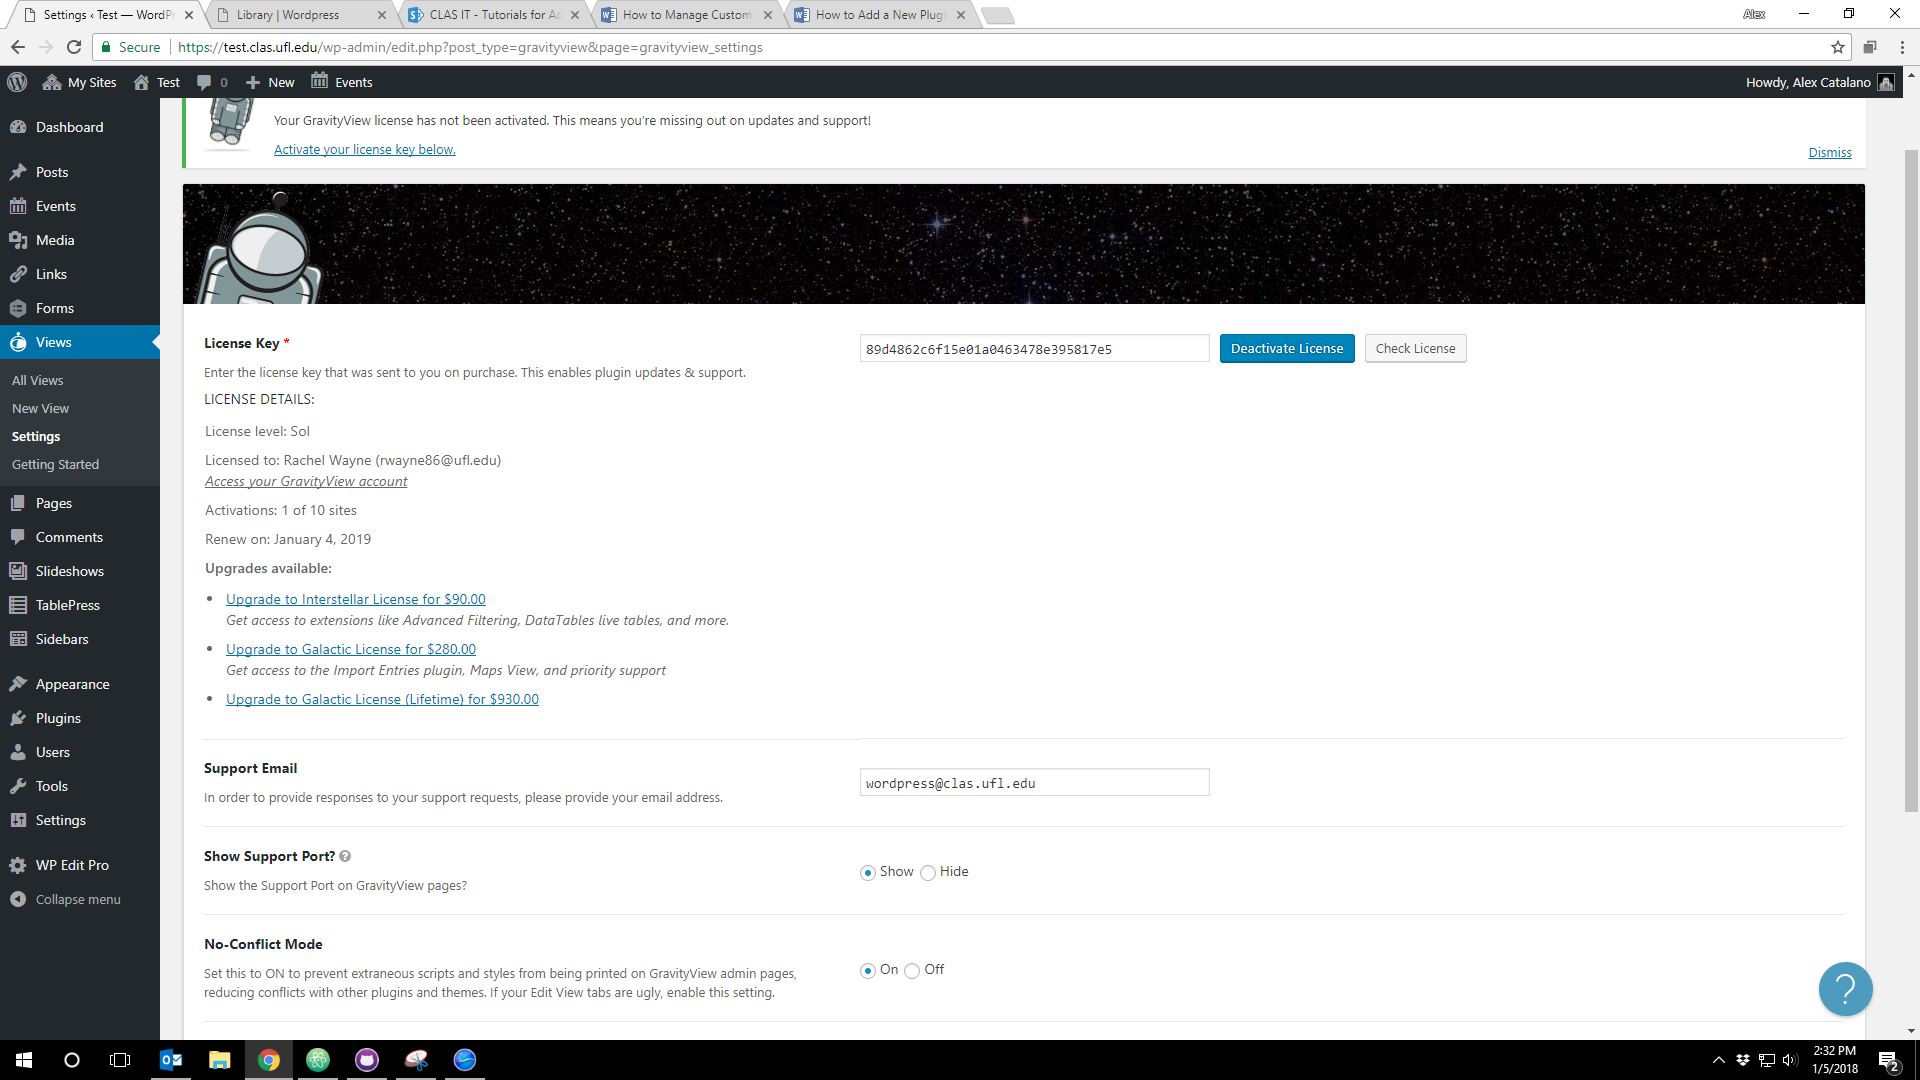 Settings ‹ Test — WordPr
Library | Wordpress
CLAS IT - Tutorials for Ac
How to Manage Custom
How to Add a New Plugi
Alex
Secure
https://test.clas.ufl.edu/wp-admin/edit.php?post_type=gravityview&page=gravityview_settings
My Sites
Test
0
New
Events
Howdy, Alex Catalano
Dashboard
Posts
Events
Media
Links
Forms
Views
All Views
New View
Settings
Getting Started
Pages
Comments
Slideshows
TablePress
Sidebars
Appearance
Plugins
Users
Tools
Settings
WP Edit Pro
Collapse menu
Your GravityView license has not been activated. This means you're missing out on updates and support!
Activate your license key below.
Dismiss
License Key *
89d4862c6f15e01a0463478e395817e5
Deactivate License
Check License
Enter the license key that was sent to you on purchase. This enables plugin updates & support.
LICENSE DETAILS:
License level: Sol
Licensed to: Rachel Wayne (rwayne86@ufl.edu)
Access your GravityView account
Activations: 1 of 10 sites
Renew on: January 4, 2019
Upgrades available:
• Upgrade to Interstellar License for $90.00
Get access to extensions like Advanced Filtering, DataTables live tables, and more.
• Upgrade to Galactic License for $280.00
Get access to the Import Entries plugin, Maps View, and priority support
• Upgrade to Galactic License (Lifetime) for $930.00
Support Email
wordpress@clas.ufl.edu
In order to provide responses to your support requests, please provide your email address.
Show Support Port?
Show
Hide
Show the Support Port on GravityView pages?
No-Conflict Mode
On
Off
Set this to ON to prevent extraneous scripts and styles from being printed on GravityView admin pages,
reducing conflicts with other plugins and themes. If your Edit View tabs are ugly, enable this setting.
?
2:32 PM
1/5/2018
2